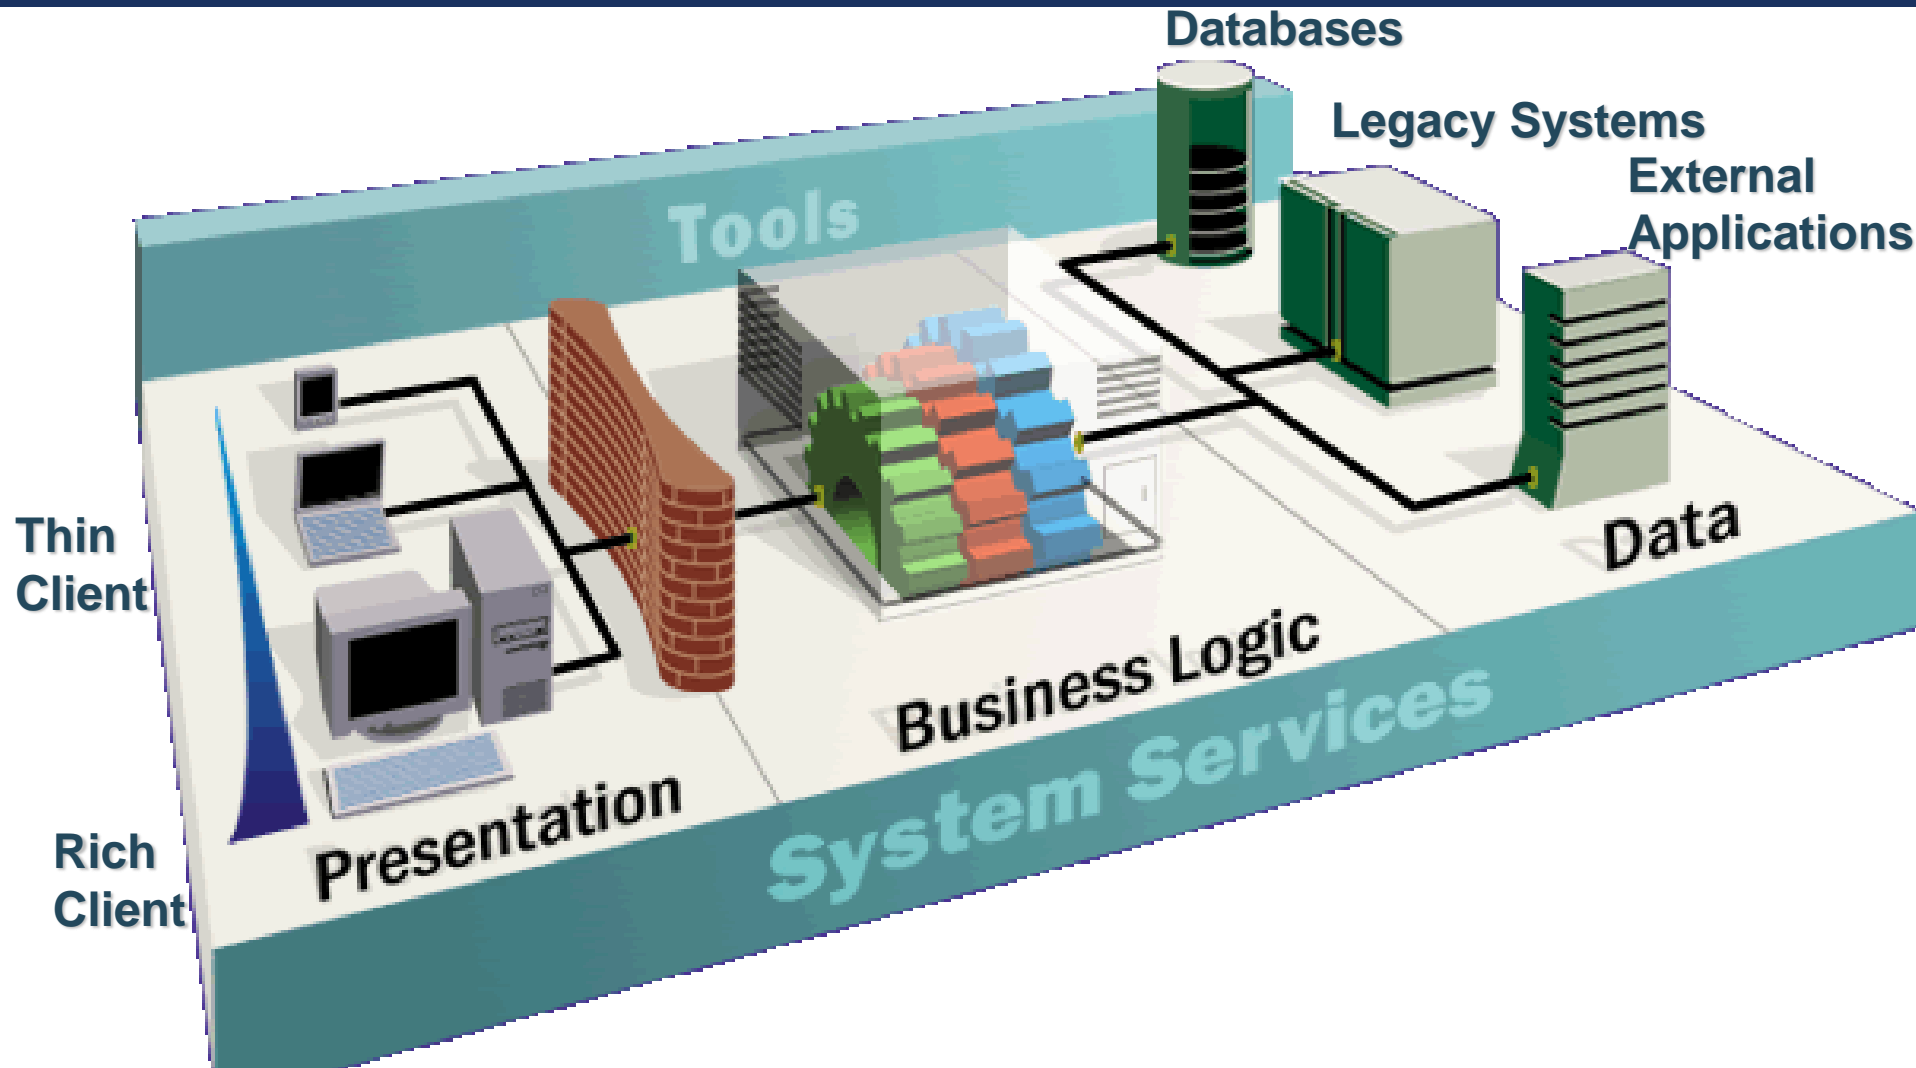 Databases
Legacy Systems
External
Applications
Tools
Thin
Client
Data
Business Logic
System Services
Presentation
Rich
Client